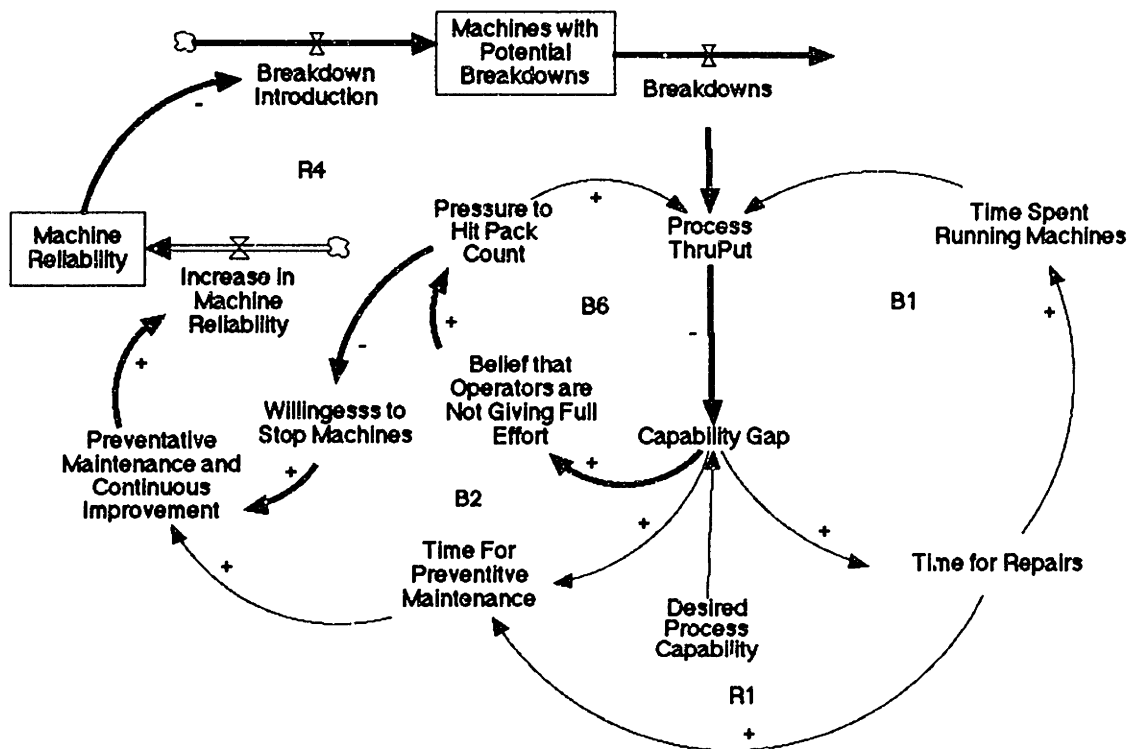 Machines with
Potential
Breakdowns
Breakdown
Introduction
Breakdowns
-
R4
Pressure to
Hit Pack
Count
+
Process
ThruPut
Time Spent
Running Machines
Machine
Reliability
Increase in
Machine
Reliability
B6
B1
+
+
-
-
+
Belief that
Operators are
Not Giving Full
Effort
Willingesss to
Stop Machines
Capability Gap
Preventative
Maintenance and
Continuous
Improvement
+
+
B2
+
+
Time For
Preventitve
Maintenance
+
Time for Repairs
Desired
Process
Capability
R1
+